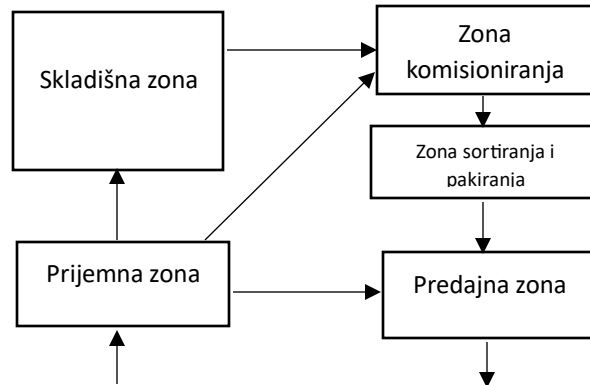 Skladišna zona
Zona
komisioniranja
Zona sortiranja i
pakiranja
Prijemna zona
Predajna zona